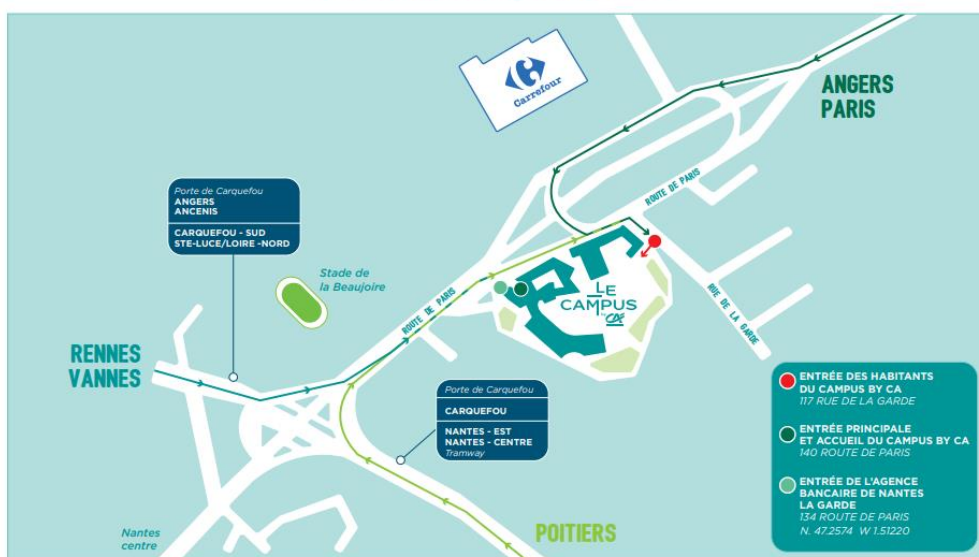 Carrefour
ANGERS
PARIS
Porte de Carquefou
ANGERS
ANCENIS
CARQUEFOU - SUD
STE-LUCE/LOIRE -NORD
ROUTE DE PARIS
Stade de
la Beaujoire
LE
CAMPUS
by CA
ROUTE DE PARIS
RUE DE LA GARDE
RENNES
VANNES
Porte de Carquefou
CARQUEFOU
NANTES - EST
NANTES - CENTRE
Tramway
ENTRÉE DES HABITANTS
DU CAMPUS BY CA
117 RUE DE LA GARDE
ENTRÉE PRINCIPALE
ET ACCUEIL DU CAMPUS BY CA
140 ROUTE DE PARIS
ENTRÉE DE L'AGENCE
BANCAIRE DE NANTES
LA GARDE
134 ROUTE DE PARIS
N. 47.2574 W 1.51220
Nantes
centre
POITIERS